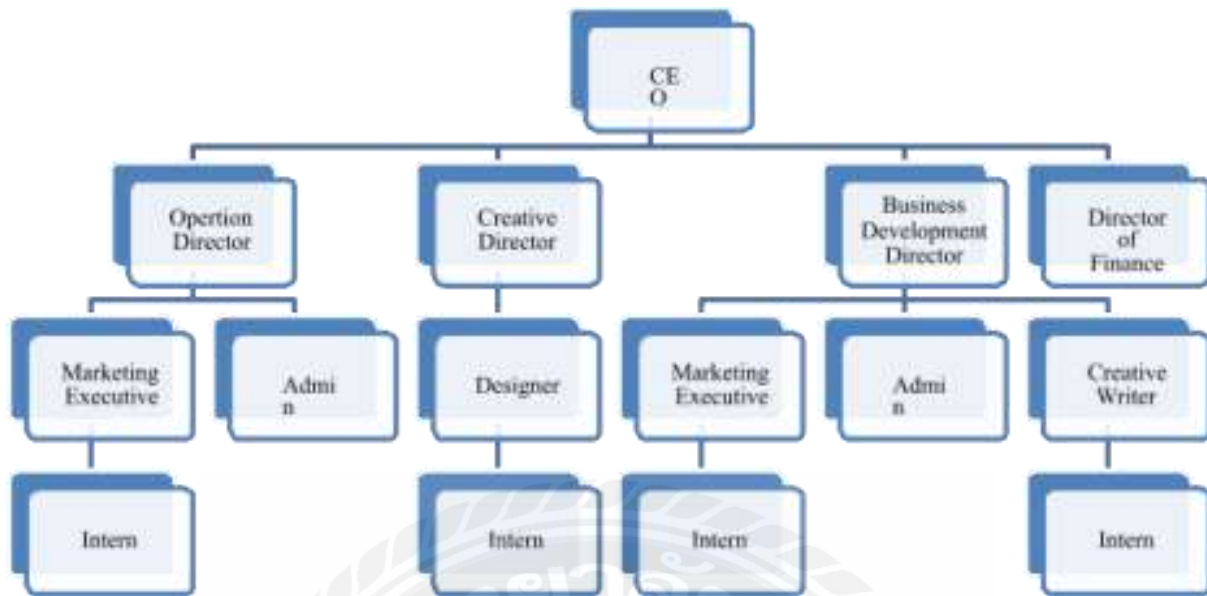 CE
O
Opertion
Director
Creative
Director
Business
Development
Director
Director
of
Finance
Marketing
Executive
Admi
n
Designer
Marketing
Executive
Admi
n
Creative
Writer
Intern
Intern
Intern
Intern